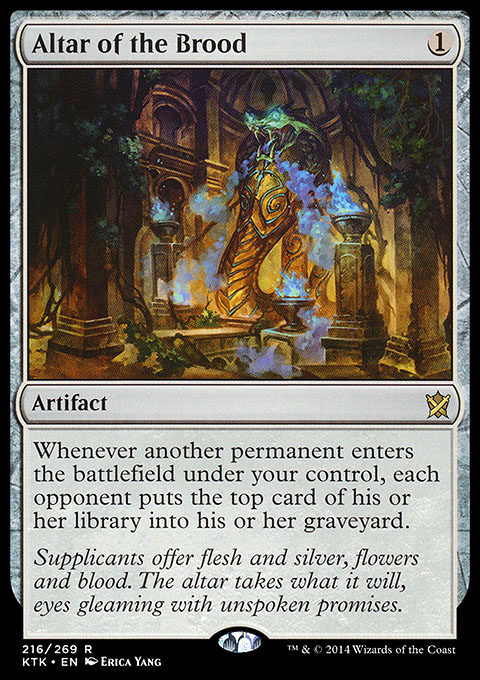 Altar of the Brood 1
Artifact
Whenever another permanent enters
the battlefield under your control, each
opponent puts the top card of his or
her library into his or her graveyard.
Supplicants offer flesh and silver, flowers
and blood. The altar takes what it will,
eyes gleaming with unspoken promises.
216/269 R
KTK • EN Erica Yang
™ & © 2014 Wizards of the Coast